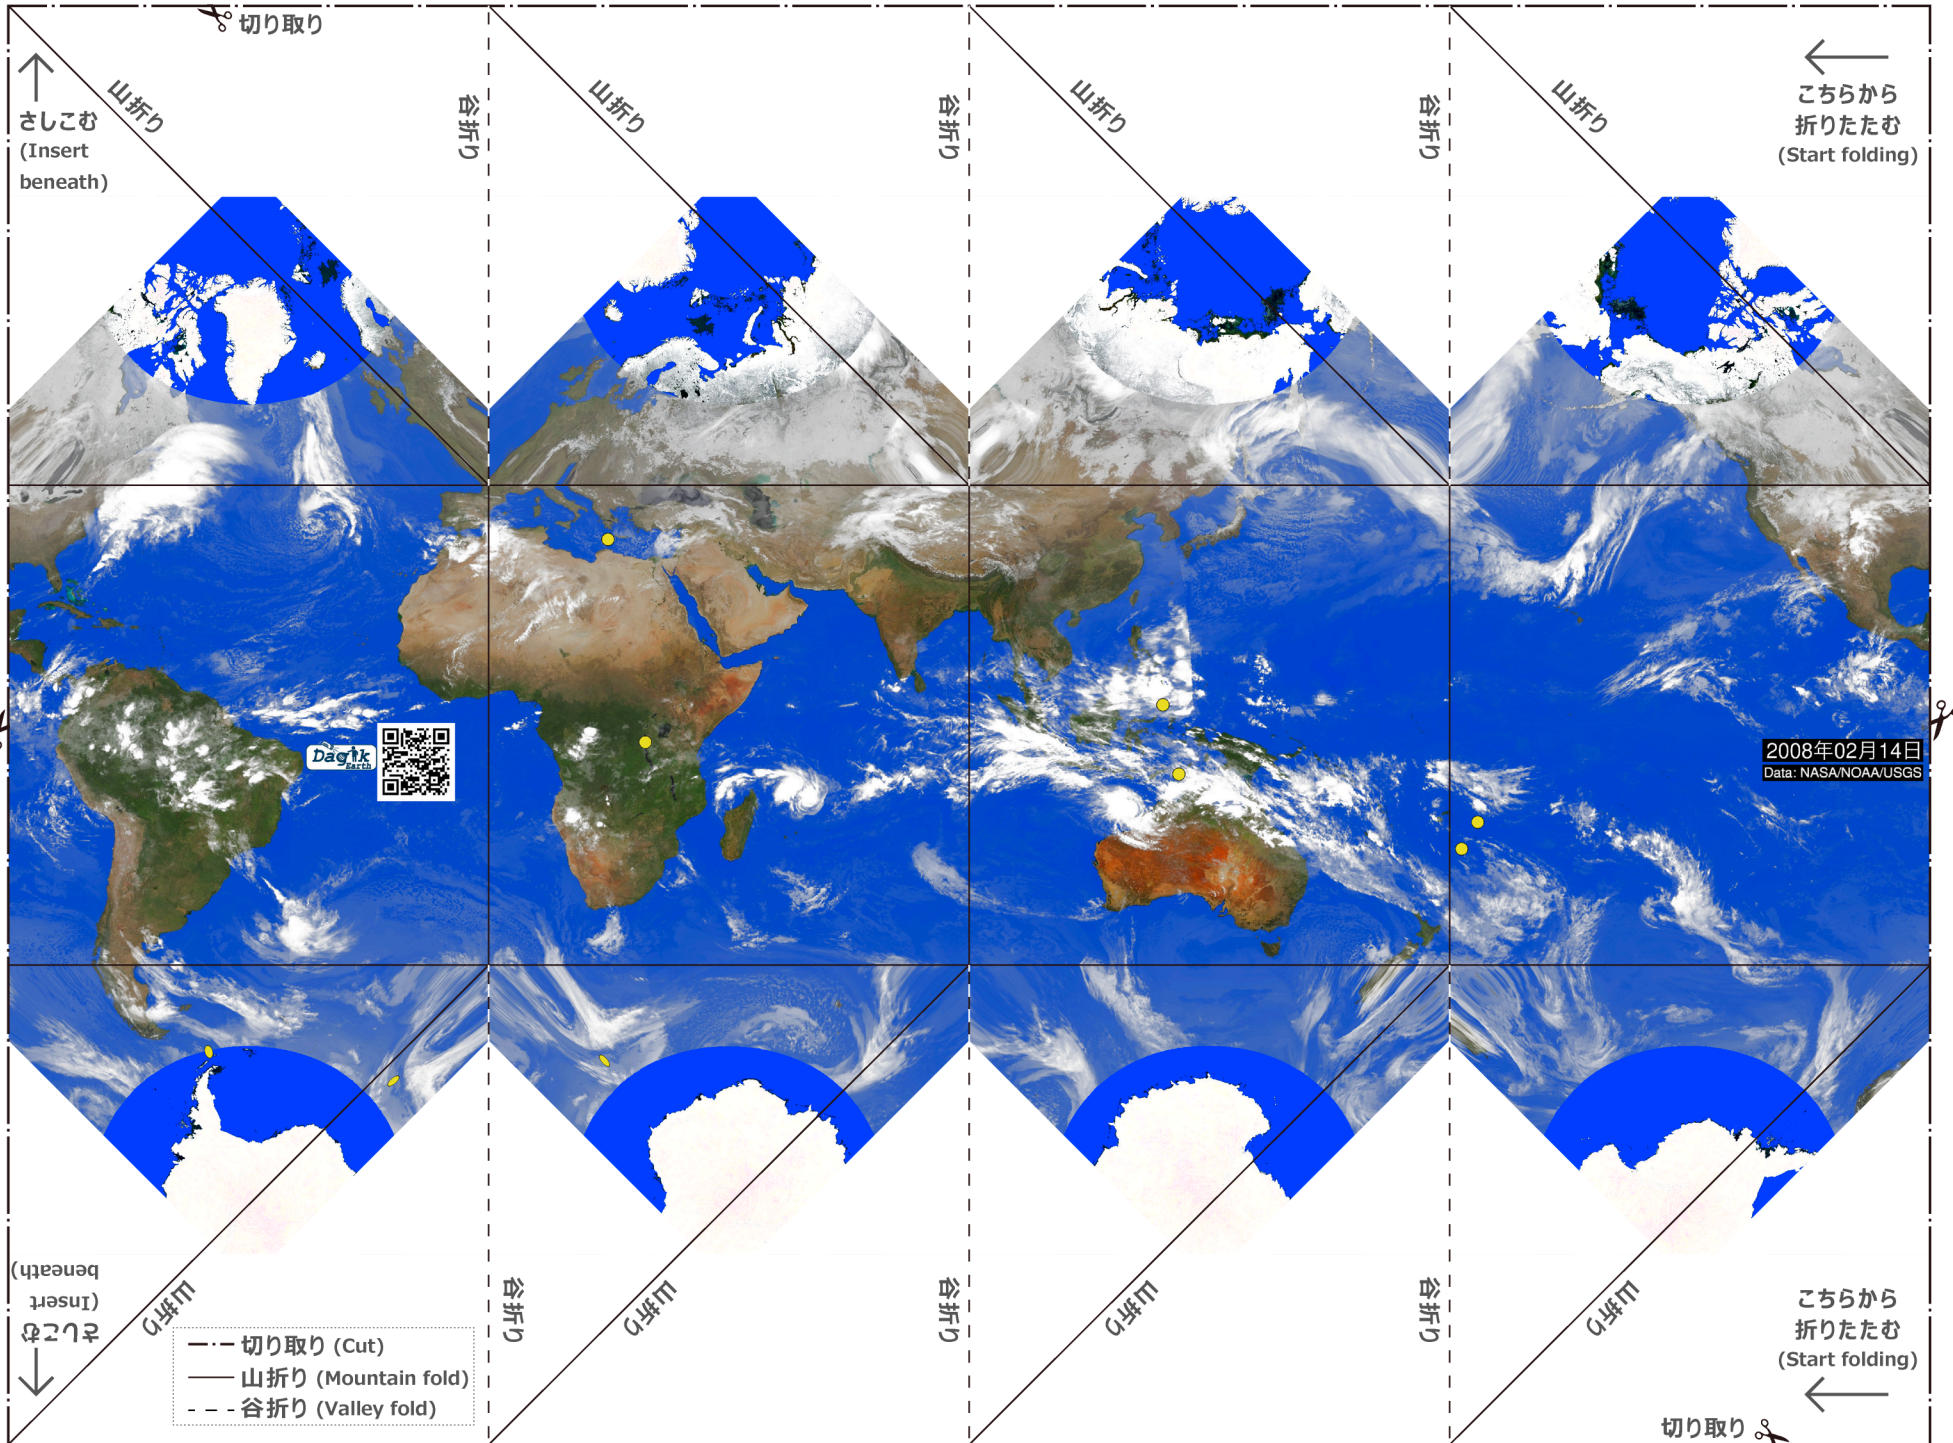 切り取り
山折り
谷折り
山折り
谷折り
山折り
谷折り
山折り
さしこむ
(Insert
beneath)
こちらから
折りたたむ
(Start folding)
Dagik
Earth
2008年02月14日
Data: NASA/NOAA/USGS
さしこむ
(Insert
beneath)
山折り
谷折り
山折り
谷折り
山折り
谷折り
山折り
こちらから
折りたたむ
(Start folding)
切り取り (Cut)
山折り (Mountain fold)
谷折り (Valley fold)
切り取り